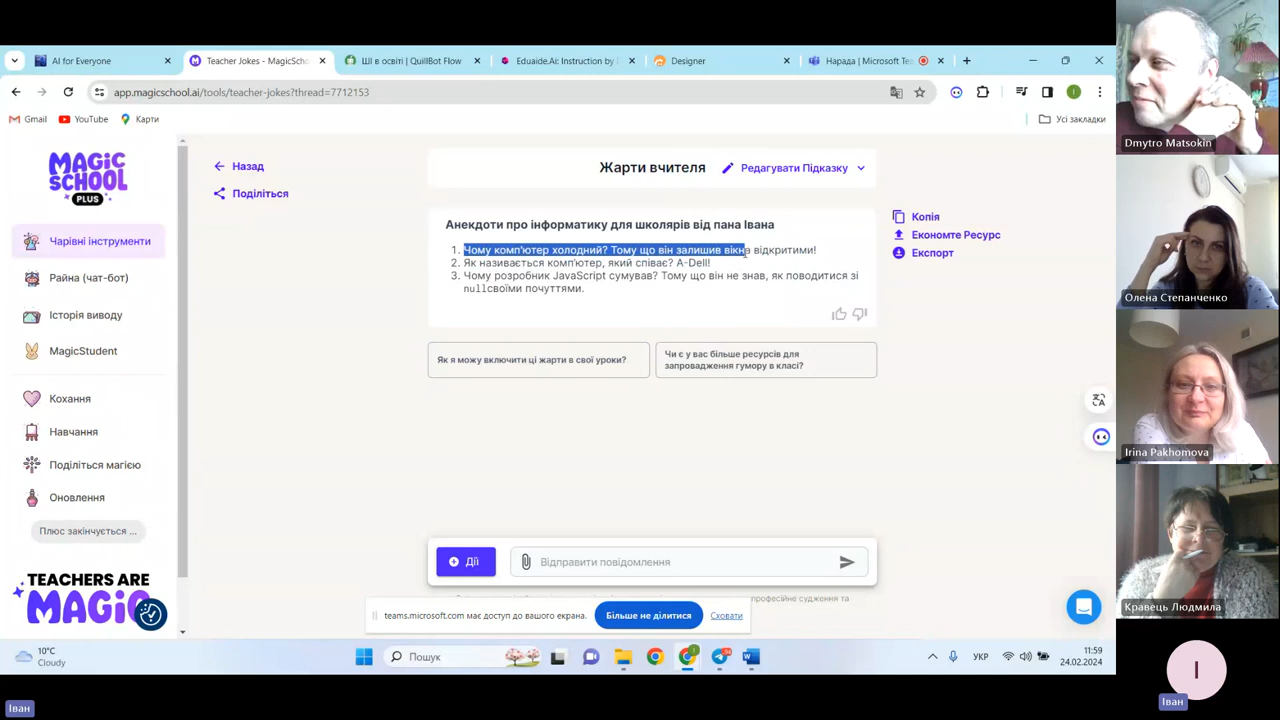 AI for Everyone
Teacher Jokes - MagicScho
ШІ в освіті | QuillBot Flow
Eduaide.Ai: Instruction by
Designer
Нарада | Microsoft Te
app.magicschool.ai/tools/teacher-jokes?thread=7712153
Gmail
YouTube
Карти
Усі закладки
MAGIC
SCHOOL
PLUS
Чарівні інструменти
Райна (чат-бот)
Історія виводу
MagicStudent
Кохання
Навчання
Поділіться магією
Оновлення
Плюс закінчується ...
TEACHERS ARE
MAGIC
Назад
Поділіться
Жарти вчителя
Редагувати Підказку
Анекдоти про інформатику для школярів від пана Івана
1. Чому комп'ютер холодний? Тому що він залишив вікна відкритими!
2. Як називається комп'ютер, який співає? A-Dell!
3. Чому розробник JavaScript сумував? Тому що він не знав, як поводитися зі
nullсвоїми почуттями.
Як я можу включити ці жарти в свої уроки?
Чи є у вас більше ресурсів для
запровадження гумору в класі?
Копія
Економте Ресурс
Експорт
Дії
Відправити повідомлення
професійне судження та
teams.microsoft.com має доступ до вашого екрана.
Більше не ділитися
Сховати
10°C
Cloudy
Пошук
УКР
11:59
24.02.2024
Dmytro Matsokin
Олена Степанченко
Irina Pakhomova
Кравець Людмила
І
Іван
Іван